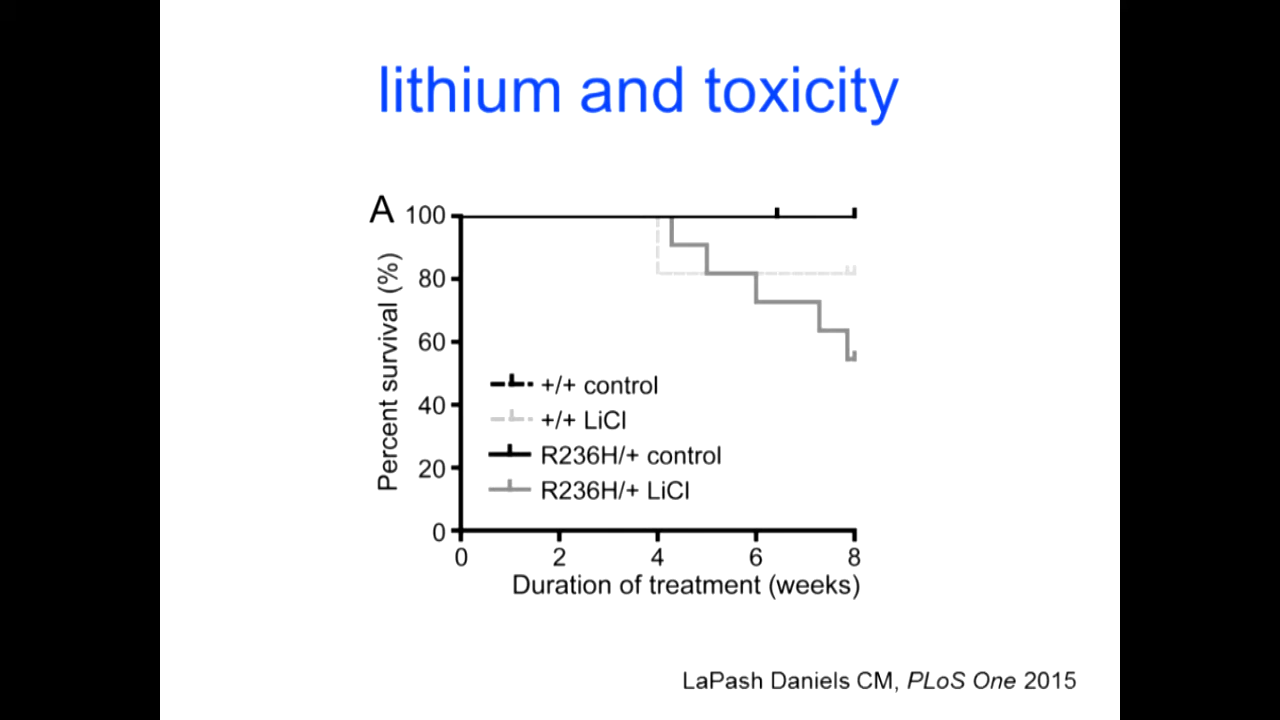 lithium and toxicity
A
100
80
60
40
20
0
Percent survival (%)
+/+ control
+/+ LiCl
R236H/+ control
R236H/+ LiCl
0 2 4 6 8
Duration of treatment (weeks)
LaPash Daniels CM, PLoS One 2015